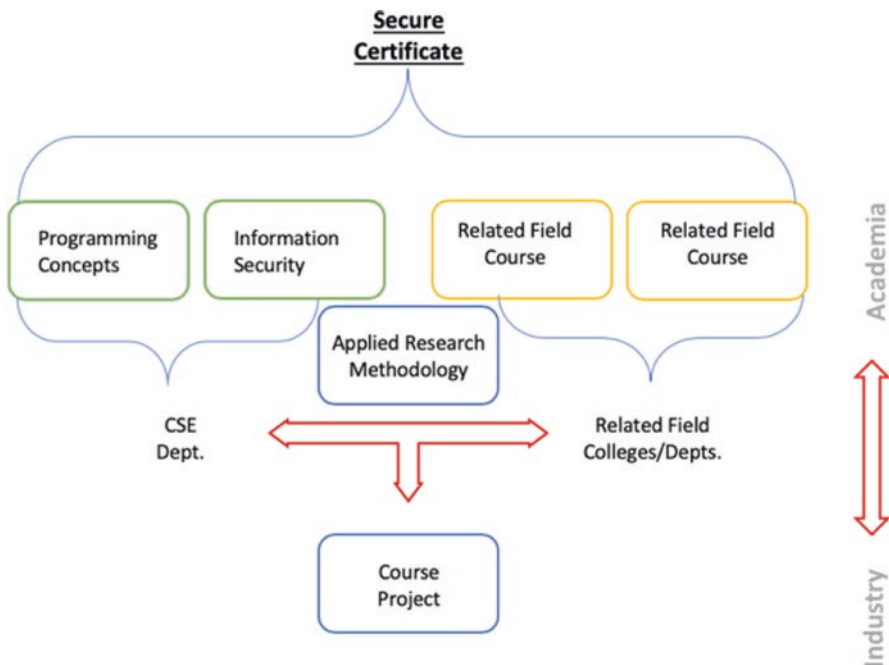 Secure
Certificate
Programming
Concepts
Information
Security
Related Field
Course
Related Field
Course
Applied Research
Methodology
CSE
Dept.
Related Field
Colleges/Depts.
Course
Project
Academia
Industry